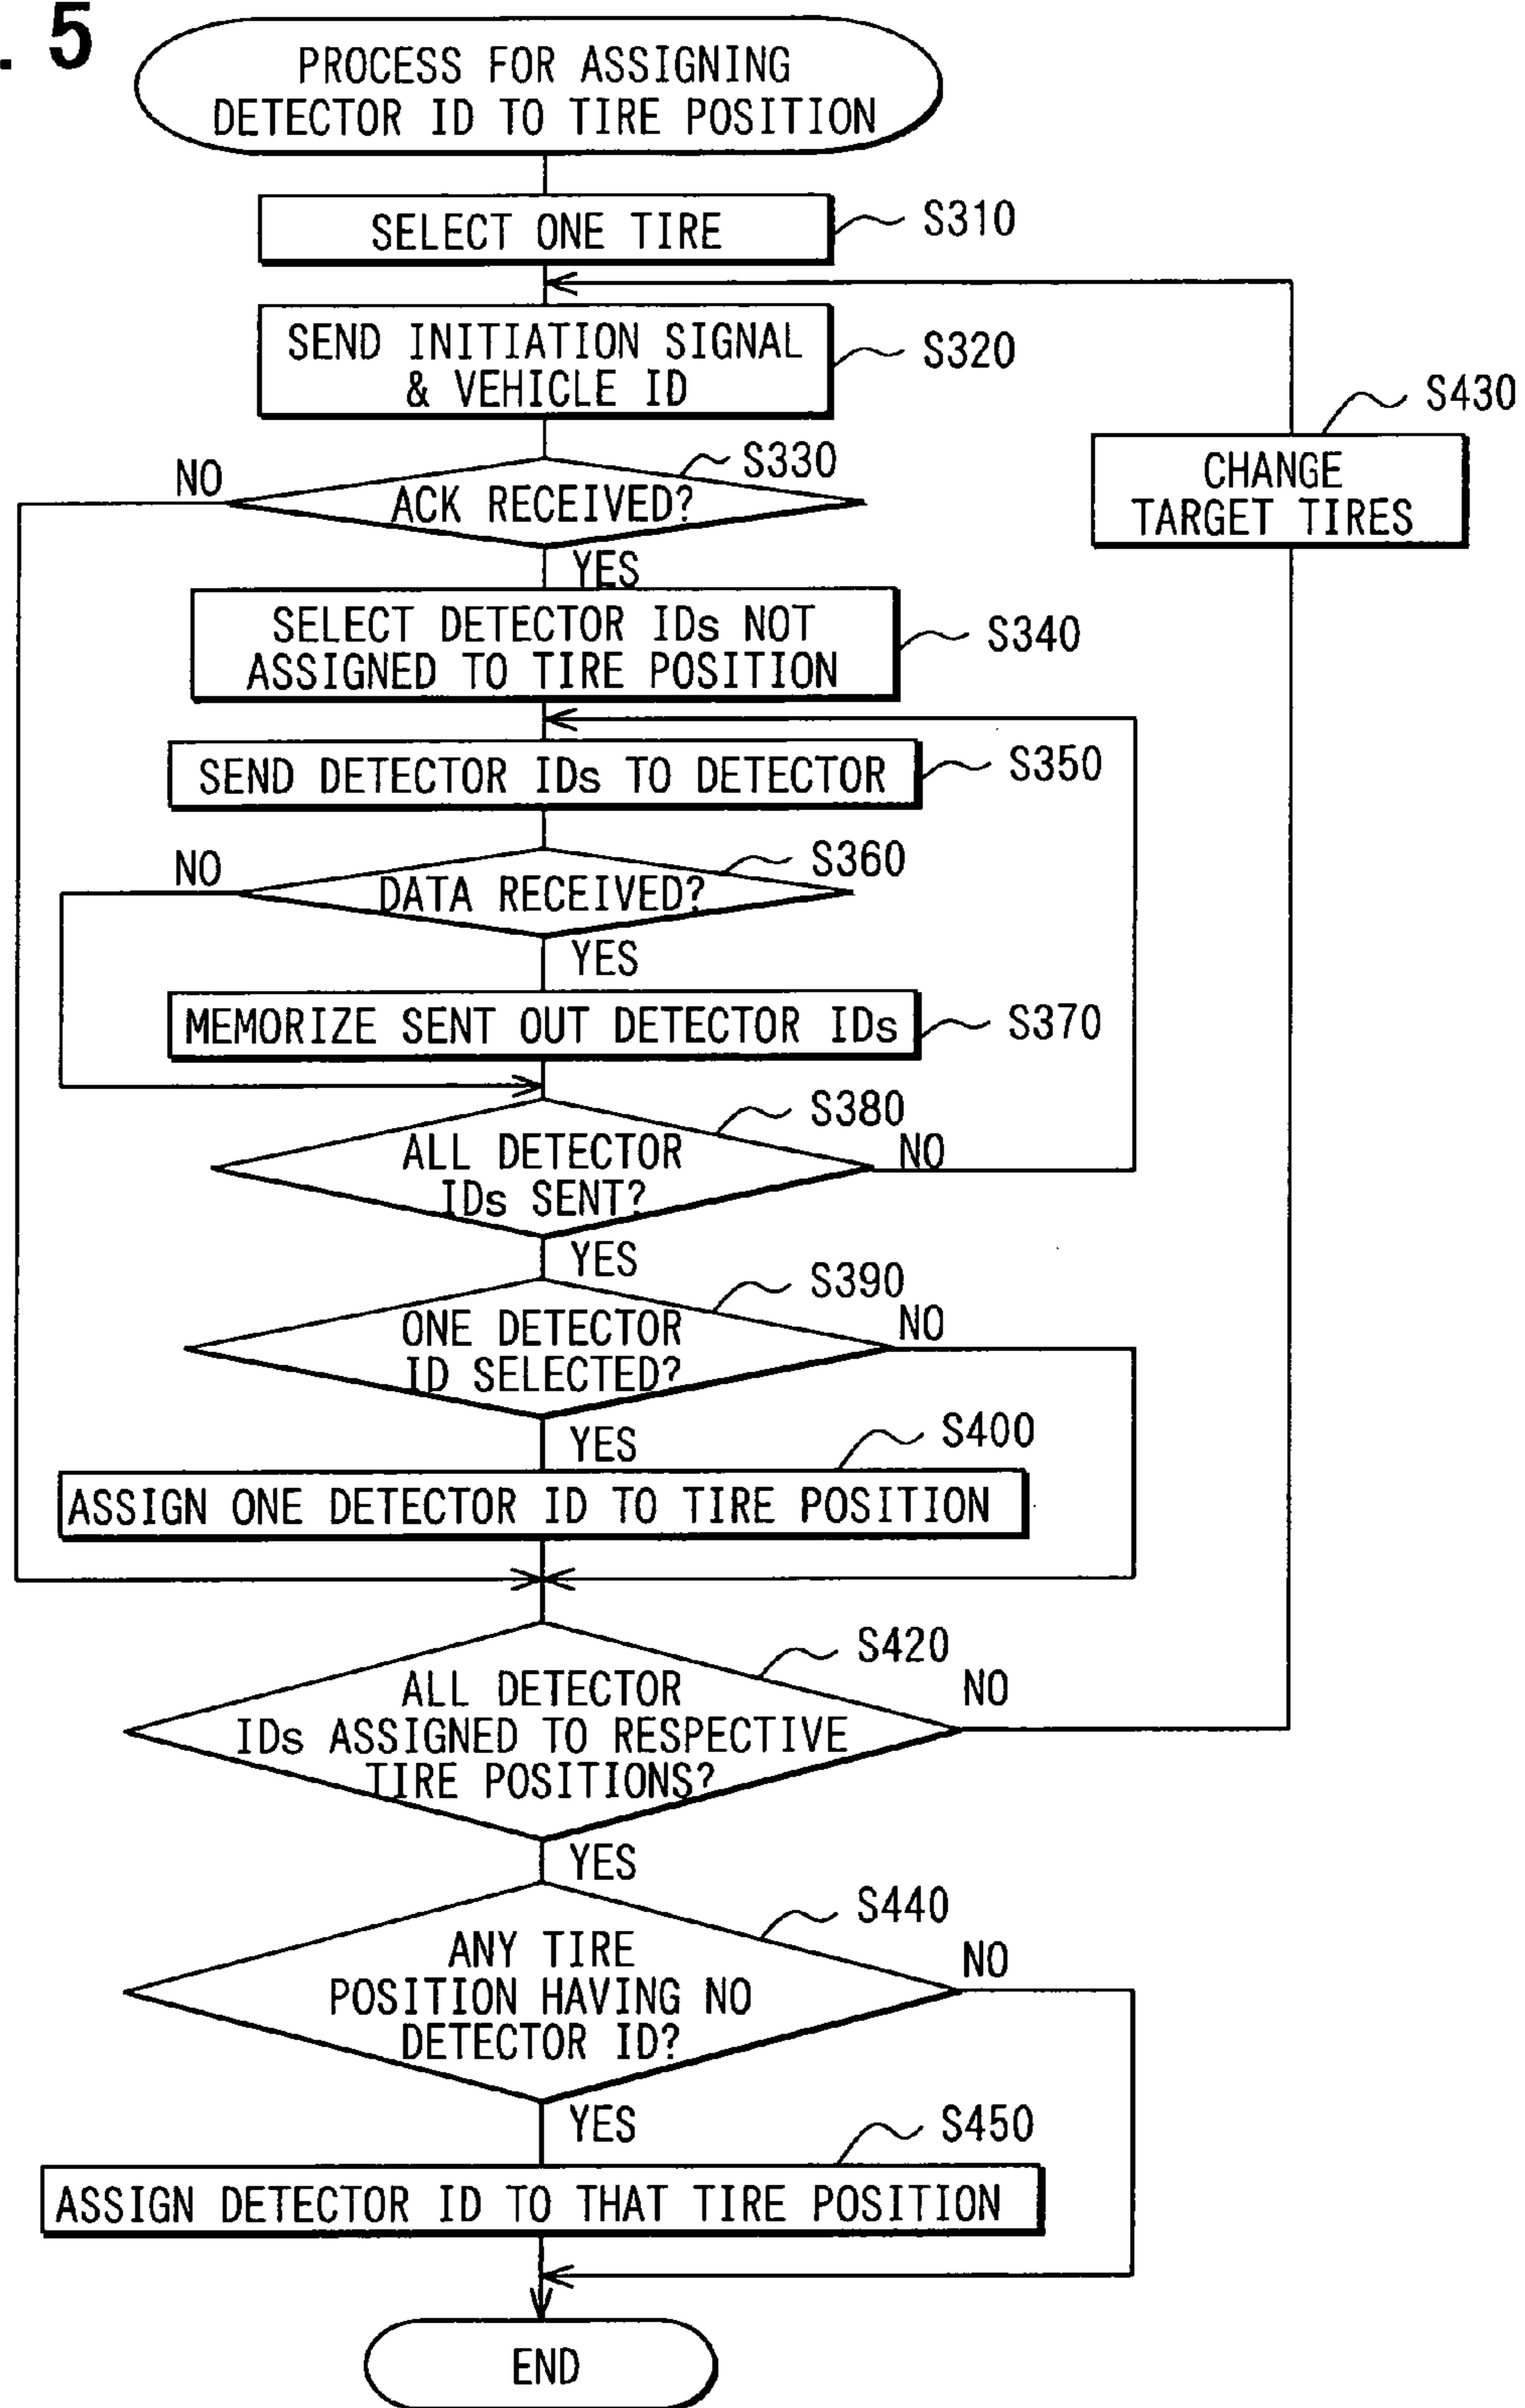 . 5
PROCESS FOR ASSIGNING
DETECTOR ID TO TIRE POSITION
SELECT ONE TIRE
S310
SEND INITIATION SIGNAL
& VEHICLE ID
S320
S430
CHANGE
TARGET TIRES
NO
S330
ACK RECEIVED?
YES
SELECT DETECTOR IDs NOT
ASSIGNED TO TIRE POSITION
S340
SEND DETECTOR IDs TO DETECTOR
S350
NO
S360
DATA RECEIVED?
YES
MEMORIZE SENT OUT DETECTOR IDs
S370
S380
ALL DETECTOR
IDs SENT?
NO
YES
S390
ONE DETECTOR
ID SELECTED?
NO
YES
S400
ASSIGN ONE DETECTOR ID TO TIRE POSITION
S420
ALL DETECTOR
IDs ASSIGNED TO RESPECTIVE
TIRE POSITIONS?
NO
YES
S440
ANY TIRE
POSITION HAVING NO
DETECTOR ID?
NO
YES
S450
ASSIGN DETECTOR ID TO THAT TIRE POSITION
END